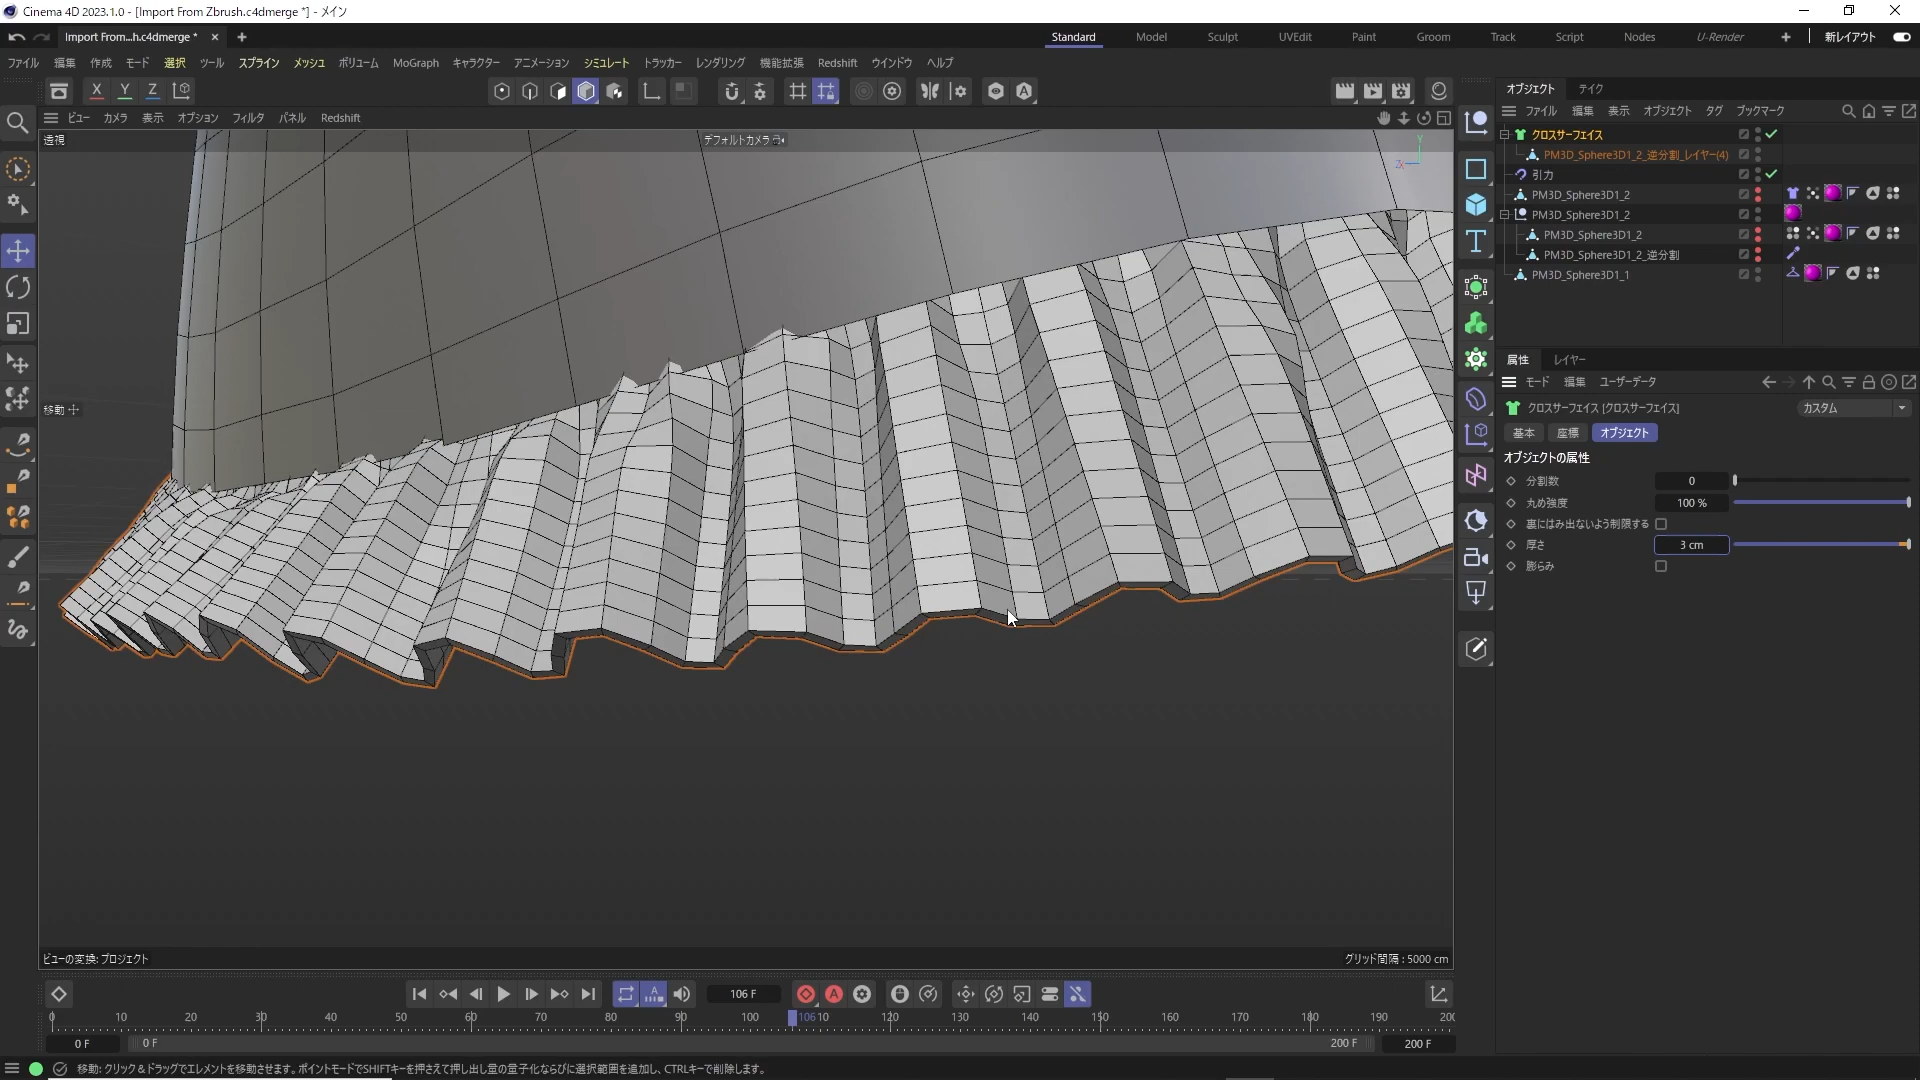 Cinema 4D 2023.1.0 - [Import From Zbrush.c4dmerge *] - メイン
Import From...h.c4dmerge *
Standard Model Sculpt UVEdit Paint Groom Track Script Nodes U-Render 新レイアウト
ファイル 編集 作成 モード 選択 ツール スプライン メッシュ ボリューム MoGraph キャラクター アニメーション シミュレート トラッカー レンダリング 機能拡張 Redshift ウインドウ ヘルプ
X Y Z
オブジェクト テイク
ファイル 編集 表示 オブジェクト タグ ブックマーク
ビュー カメラ 表示 オプション フィルタ パネル Redshift
透視
デフォルトカメラ
Y
移動
クロスサーフェイス
PM3D_Sphere3D1_2_逆分割_レイヤー(4)
引力
PM3D_Sphere3D1_2
PM3D_Sphere3D1_2
PM3D_Sphere3D1_2
PM3D_Sphere3D1_2_逆分割
PM3D_Sphere3D1_1
属性 レイヤー
モード 編集 ユーザーデータ
クロスサーフェイス [クロスサーフェイス]
カスタム
基本 座標 オブジェクト
オブジェクトの属性
分割数 0
丸め強度 100 %
裏にはみ出ないよう制限する
厚さ 3 cm
膨らみ
ビューの変換: プロジェクト
グリッド間隔 : 5000 cm
106 F
0 10 20 30 40 50 60 70 80 90 100 106 10 120 130 140 150 160 170 180 190 200
0 F 0 F 200 F 200 F
移動: クリック＆ドラッグでエレメントを移動させます。ポイントモードでSHIFTキーを押さえて押し出し量の量子化ならびに選択範囲を追加し、CTRLキーで削除します。